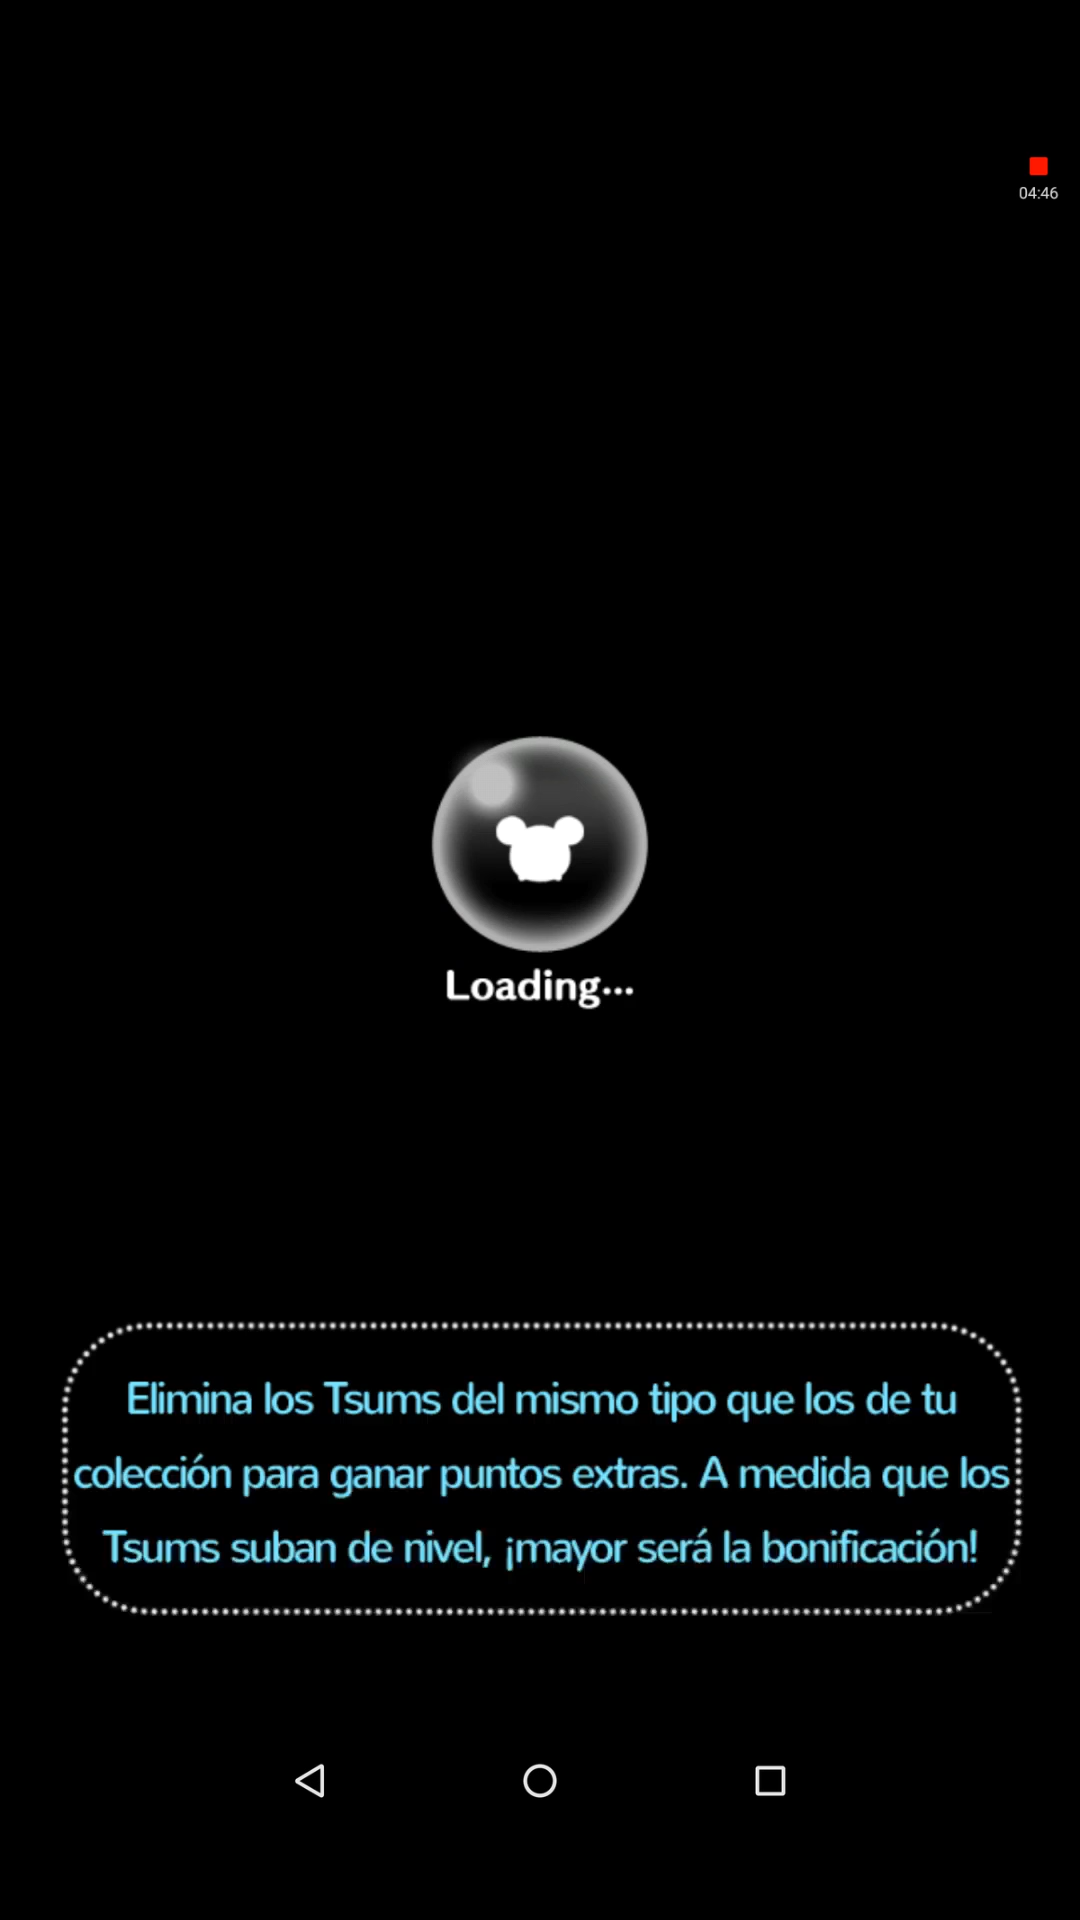 04:46
Loading...
Elimina los Tsums del mismo tipo que los de tu
colección para ganar puntos extras. A medida que los
Tsums suban de nivel, ¡mayor será la bonificación!